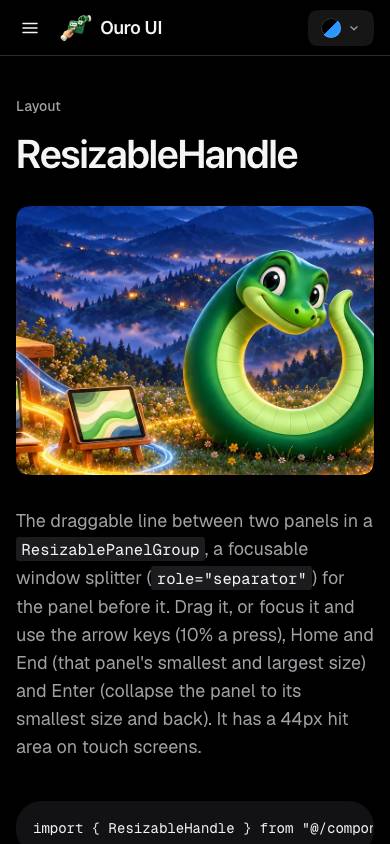 Ouro UI
Layout
ResizableHandle
The draggable line between two panels in a
ResizablePanelGroup, a focusable
window splitter (role="separator") for
the panel before it. Drag it, or focus it and
use the arrow keys (10% a press), Home and
End (that panel's smallest and largest size)
and Enter (collapse the panel to its
smallest size and back). It has a 44px hit
area on touch screens.
import { ResizableHandle } from "@/compor